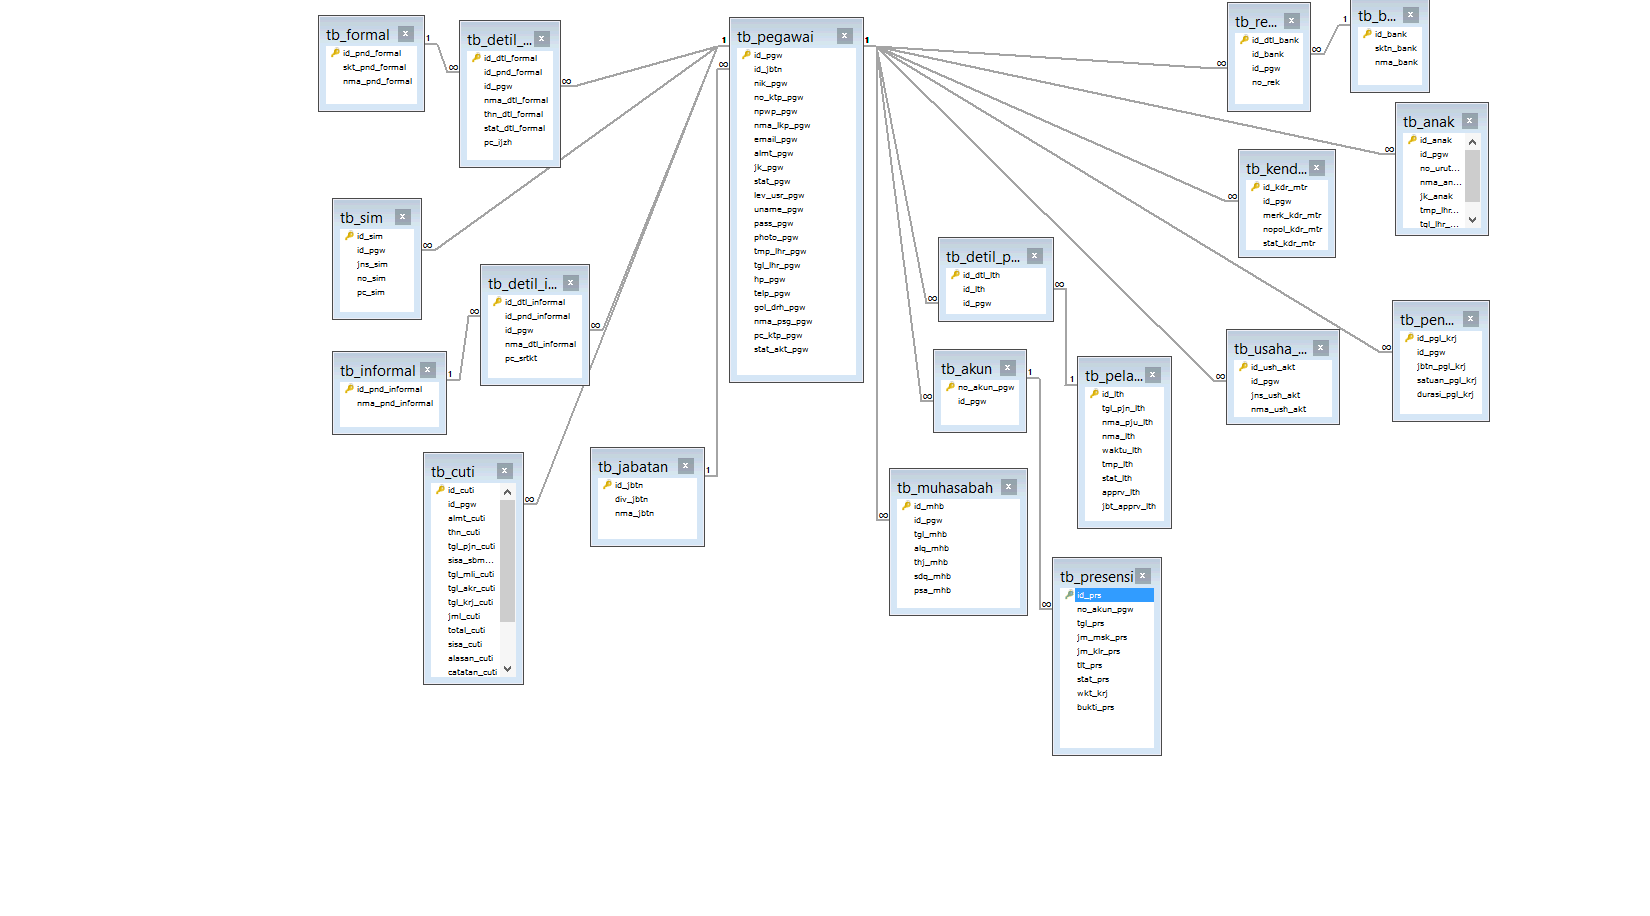 tb_formal
id_pnd_formal
skt_pnd_formal
nma_pnd_formal
tb_detil_...
id_dtl_formal
id_pnd_formal
id_pgw
nma_dtl_formal
thn_dtl_formal
stat_dtl_formal
pc_ijzh
tb_sim
id_sim
id_pgw
jns_sim
no_sim
pc_sim
tb_detil_i...
id_dtl_informal
id_pnd_informal
id_pgw
nma_dtl_informal
pc_srtkt
tb_informal
id_pnd_informal
nma_pnd_informal
tb_cuti
id_cuti
id_pgw
almt_cuti
thn_cuti
tgl_pjn_cuti
sisa_sbm...
tgl_mli_cuti
tgl_akr_cuti
tgl_krj_cuti
jml_cuti
total_cuti
sisa_cuti
alasan_cuti
catatan_cuti
tb_jabatan
id_jbtn
div_jbtn
nma_jbtn
tb_pegawai
id_pgw
id_jbtn
nik_pgw
no_ktp_pgw
npwp_pgw
nma_lkp_pgw
email_pgw
almt_pgw
jk_pgw
stat_pgw
lev_usr_pgw
uname_pgw
pass_pgw
photo_pgw
tmp_lhr_pgw
tgl_lhr_pgw
hp_pgw
telp_pgw
gol_drh_pgw
nma_psg_pgw
pc_ktp_pgw
stat_akt_pgw
tb_detil_p...
id_dtl_lth
id_lth
id_pgw
tb_akun
no_akun_pgw
id_pgw
tb_muhasabah
id_mhb
id_pgw
tgl_mhb
alq_mhb
thj_mhb
sdq_mhb
psa_mhb
tb_pela...
id_lth
tgl_pjn_lth
nma_pju_lth
nma_lth
waktu_lth
tmp_lth
stat_lth
apprv_lth
jbt_apprv_lth
tb_presensi
id_prs
no_akun_pgw
tgl_prs
jm_msk_prs
jm_klr_prs
tlt_prs
stat_prs
wkt_krj
bukti_prs
tb_re...
id_dtl_bank
id_bank
id_pgw
no_rek
tb_b...
id_bank
sktn_bank
nma_bank
tb_anak
id_anak
id_pgw
no_urut...
nma_an...
jk_anak
tmp_lhr...
tgl_lhr_...
tb_kend...
id_kdr_mtr
id_pgw
merk_kdr_mtr
nopol_kdr_mtr
stat_kdr_mtr
tb_usaha_...
id_ush_akt
id_pgw
jns_ush_akt
nma_ush_akt
tb_pen...
id_pgl_krj
id_pgw
jbtn_pgl_krj
satuan_pgl_krj
durasi_pgl_krj